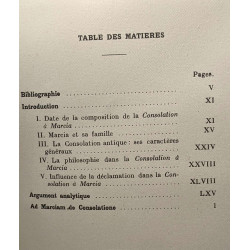 TABLE DES MATIERES
Pages.
Bibliographie V
Introduction XI
I. Date de la composition de la Consolation
à Marcia XI
II. Marcia et sa famille XV
III. La Consolation antique : ses caractères
généraux XXIV
IV. La philosophie dans la Consolation à
Marcia XXVIII
V. Influence de la déclamation dans la Con-
solation à Marcia XLVIII
Argument analytique LXV
Ad Marciam de Consolatione I